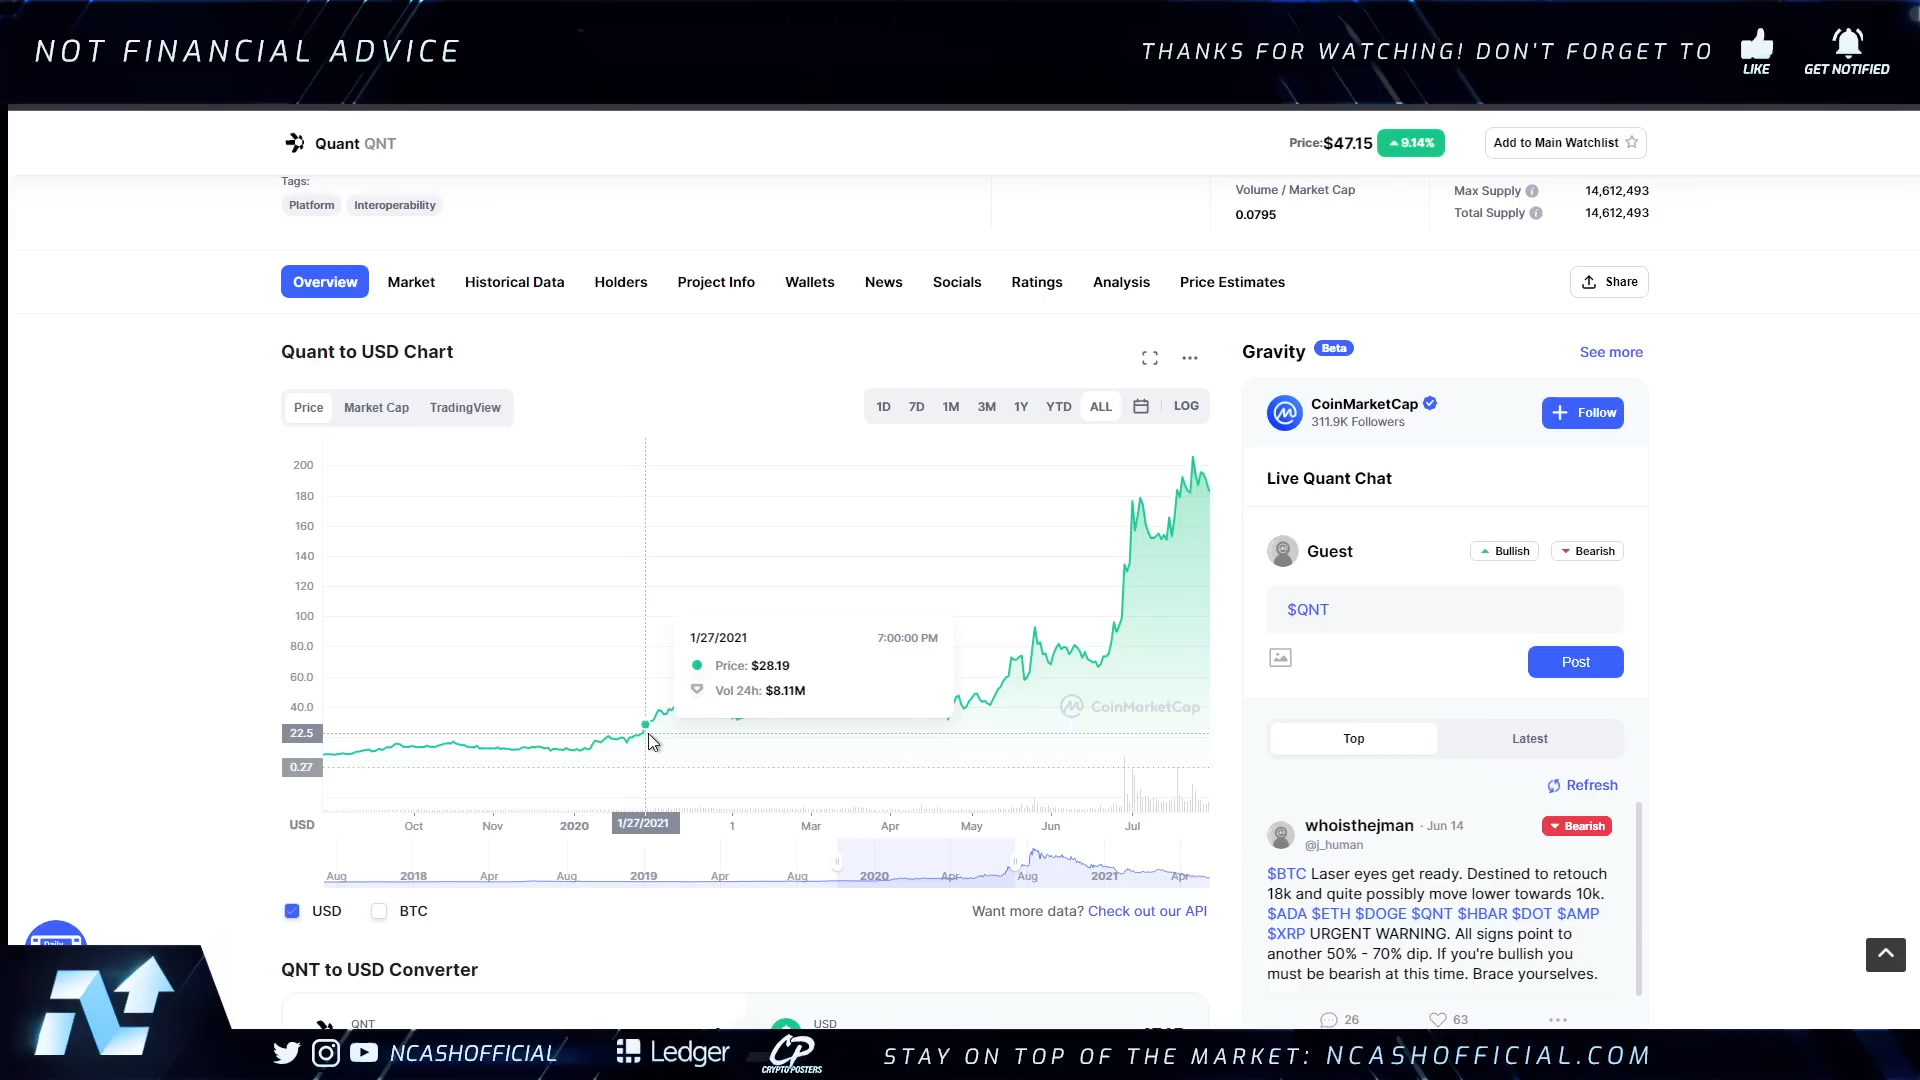 NOT FINANCIAL ADVICE
THANKS FOR WATCHING! DON'T FORGET TO
LIKE
GET NOTIFIED
Quant QNT
Price:$47.15
9.14%
Add to Main Watchlist
Tags:
Platform
Interoperability
Volume / Market Cap
0.0795
Max Supply 14,612,493
Total Supply 14,612,493
Overview
Market
Historical Data
Holders
Project Info
Wallets
News
Socials
Ratings
Analysis
Price Estimates
Share
Quant to USD Chart
Price
Market Cap
TradingView
1D
7D
1M
3M
1Y
YTD
ALL
LOG
200
180
160
140
120
100
80.0
60.0
40.0
22.5
0.27
USD
1/27/2021 7:00:00 PM
Price: $28.19
Vol 24h: $8.11M
CoinMarketCap
Oct
Nov
2020
1/27/2021
1
Mar
Apr
May
Jun
Jul
Aug
2018
Apr
Aug
2019
Apr
Aug
2020
Apr
Aug
2021
Apr
USD
BTC
Want more data? Check out our API
QNT to USD Converter
QNT
USD
Gravity Beta
See more
CoinMarketCap
311.9K Followers
Follow
Live Quant Chat
Guest
Bullish
Bearish
$QNT
Post
Top
Latest
Refresh
whoisthejman · Jun 14
@j_human
Bearish
$BTC Laser eyes get ready. Destined to retouch
18k and quite possibly move lower towards 10k.
$ADA $ETH $DOGE $QNT $HBAR $DOT $AMP
$XRP URGENT WARNING. All signs point to
another 50% - 70% dip. If you're bullish you
must be bearish at this time. Brace yourselves.
26
63
Daily
NCASHOFFICIAL
Ledger
CP
CRYPTOPOSTERS
STAY ON TOP OF THE MARKET: NCASHOFFICIAL.COM